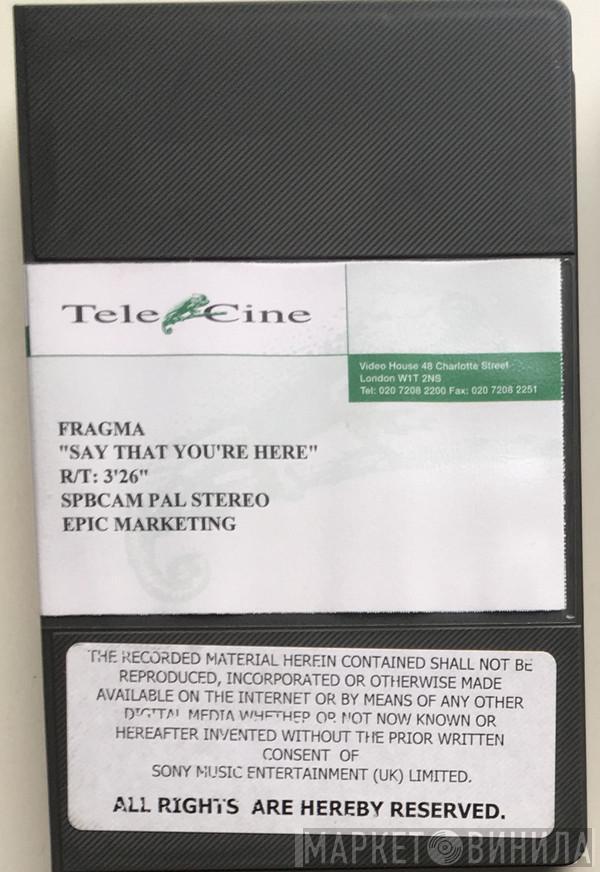 Tele Cine
Video House 48 Charlotte Street
London W1T 2NS
Tel: 020 7208 2200 Fax: 020 7208 2251
FRAGMA
"SAY THAT YOU'RE HERE"
R/T: 3'26"
SPBCAM PAL STEREO
EPIC MARKETING
THE RECORDED MATERIAL HEREIN CONTAINED SHALL NOT BE
REPRODUCED, INCORPORATED OR OTHERWISE MADE
AVAILABLE ON THE INTERNET OR BY MEANS OF ANY OTHER
DIGITAL MEDIA WHETHER OR NOT NOW KNOWN OR
HEREAFTER INVENTED WITHOUT THE PRIOR WRITTEN
CONSENT OF
SONY MUSIC ENTERTAINMENT (UK) LIMITED.
ALL RIGHTS ARE HEREBY RESERVED.
МАРКЕТ ВИНИЛА